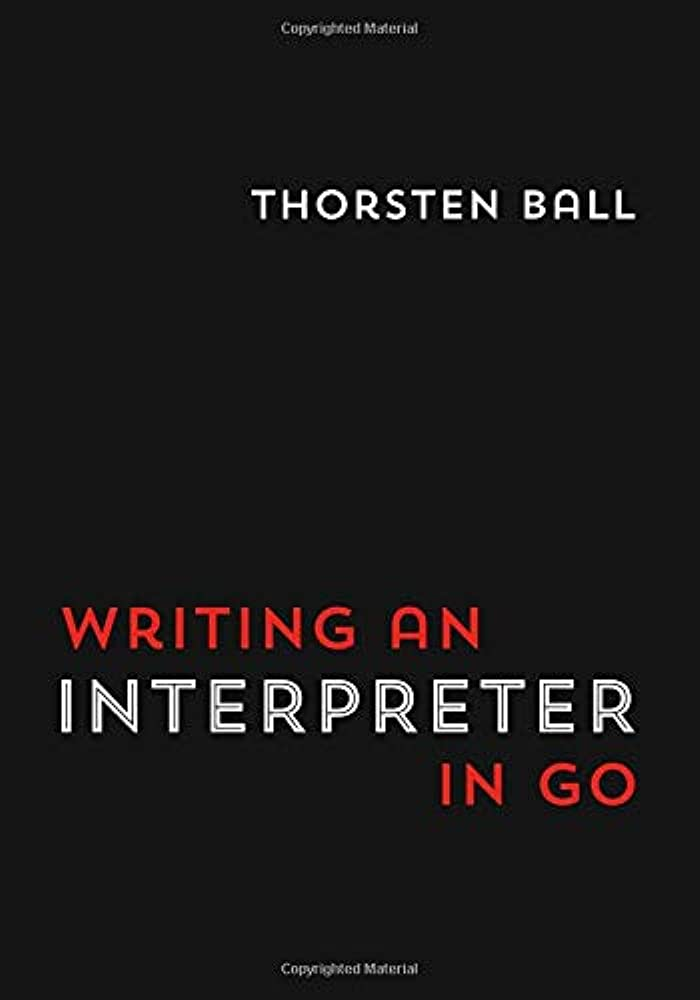 Copyrighted Material
THORSTEN BALL
WRITING AN
INTERPRETER
IN GO
Copyrighted Material